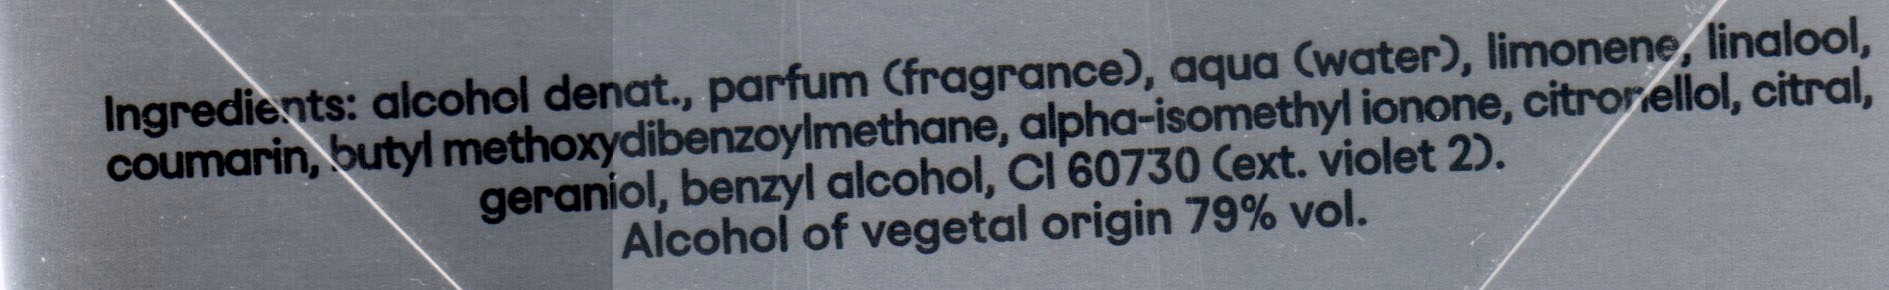 Ingredients: alcohol denat., parfum (fragrance), aqua (water), limonene, linalool,
coumarin, butyl methoxydibenzoylmethane, alpha-isomethyl ionone, citronellol, citral,
geraniol, benzyl alcohol, CI 60730 (ext. violet 2).
Alcohol of vegetal origin 79% vol.